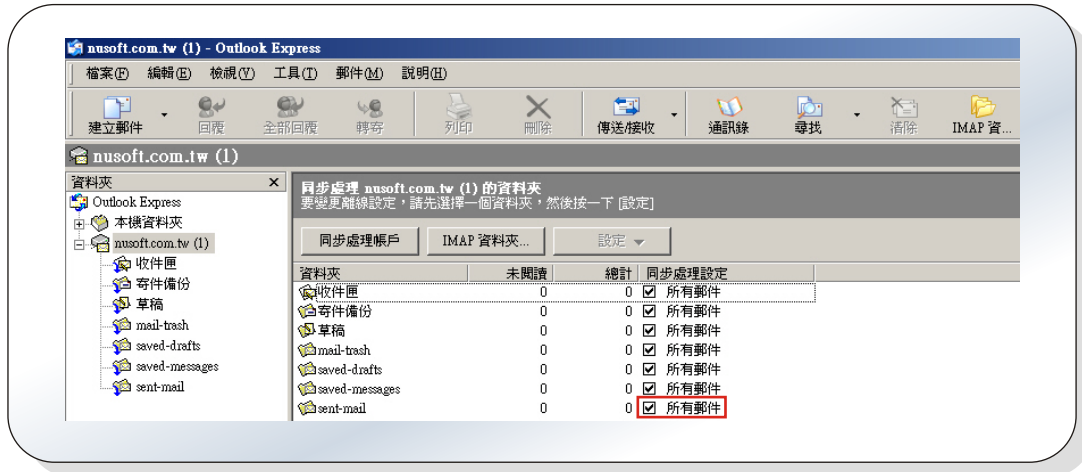 nusoft.com.tw (1) - Outlook Express
檔案(F) 編輯(E) 檢視(V) 工具(T) 郵件(M) 說明(H)
建立郵件 回覆 全部回覆 轉寄 列印 刪除 傳送/接收 通訊錄 尋找 清除 IMAP 資...
nusoft.com.tw (1)
資料夾 ×
Outlook Express
本機資料夾
nusoft.com.tw (1)
收件匣
寄件備份
草稿
mail-trash
saved-drafts
saved-messages
sent-mail
同步處理 nusoft.com.tw (1) 的資料夾
要變更離線設定，請先選擇一個資料夾，然後按一下 [設定]
同步處理帳戶 IMAP 資料夾... 設定
資料夾 未閱讀 總計 同步處理設定
收件匣 0 0 所有郵件
寄件備份 0 0 所有郵件
草稿 0 0 所有郵件
mail-trash 0 0 所有郵件
saved-drafts 0 0 所有郵件
saved-messages 0 0 所有郵件
sent-mail 0 0 所有郵件